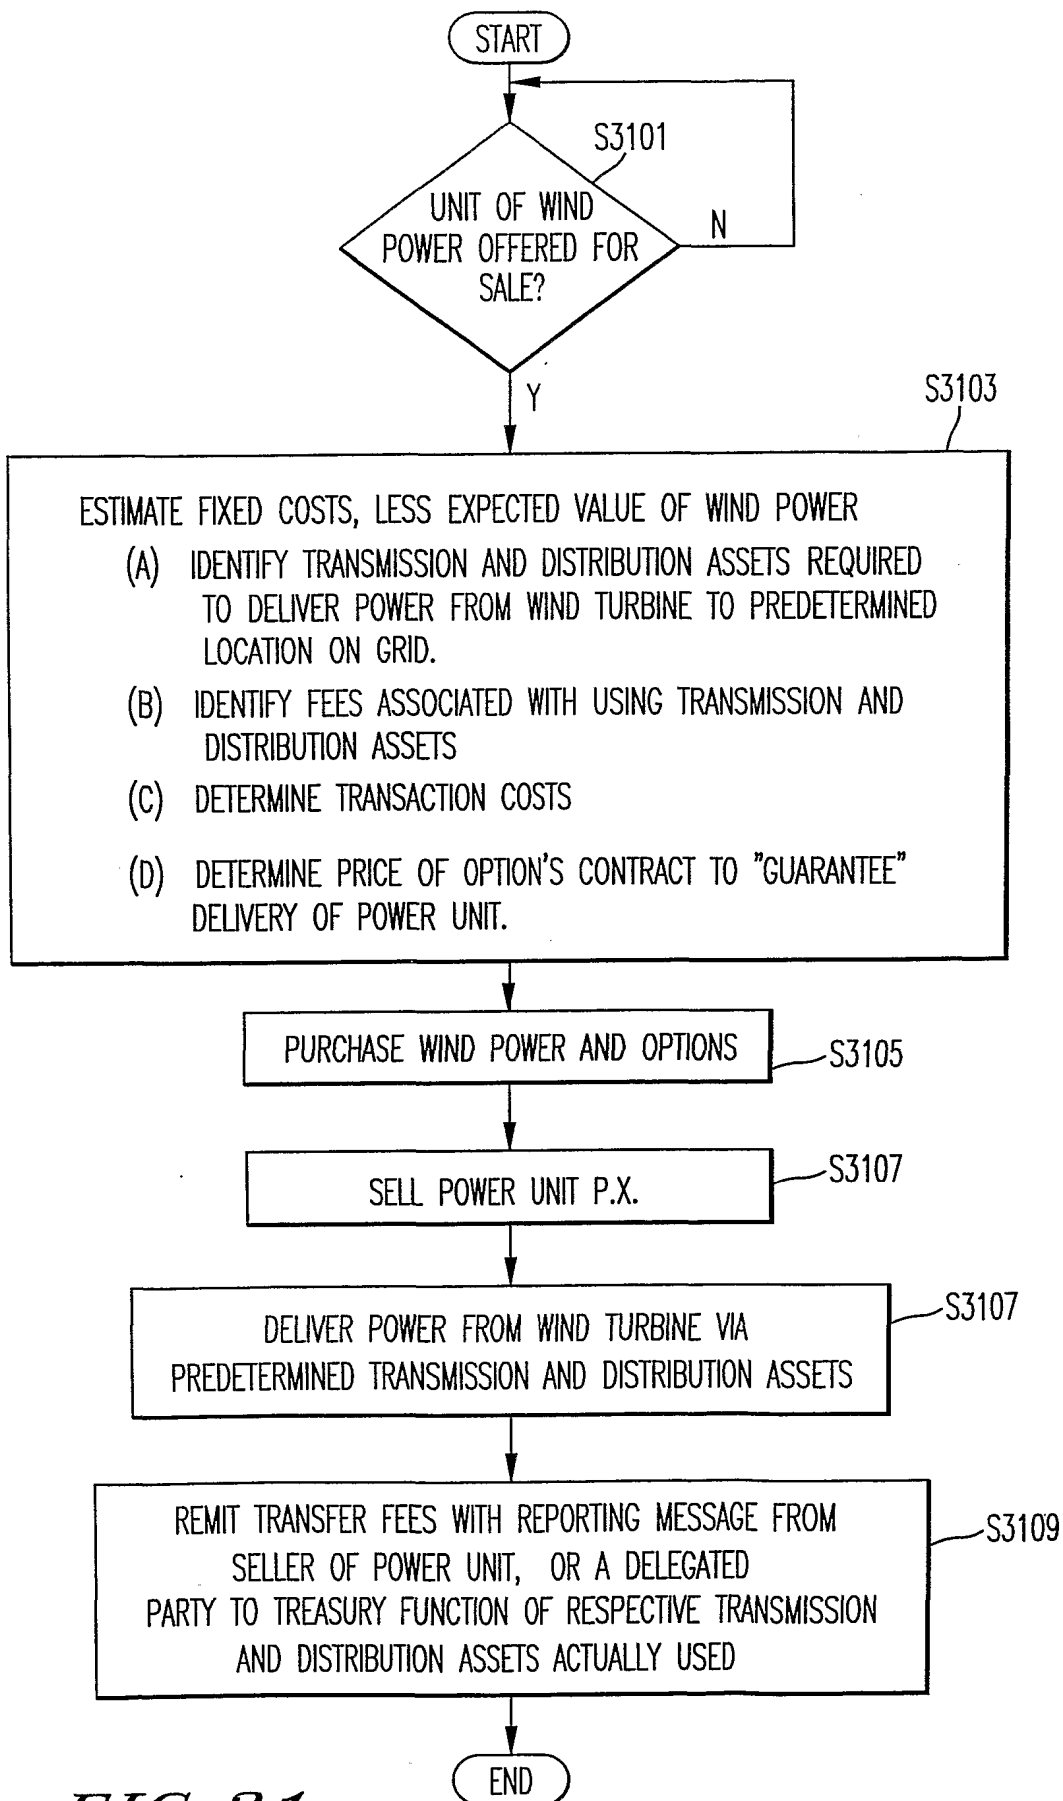 START
S3101
UNIT OF WIND
POWER OFFERED FOR
SALE?
N
Y
S3103
ESTIMATE FIXED COSTS, LESS EXPECTED VALUE OF WIND POWER
(A) IDENTIFY TRANSMISSION AND DISTRIBUTION ASSETS REQUIRED
TO DELIVER POWER FROM WIND TURBINE TO PREDETERMINED
LOCATION ON GRID.
(B) IDENTIFY FEES ASSOCIATED WITH USING TRANSMISSION AND
DISTRIBUTION ASSETS
(C) DETERMINE TRANSACTION COSTS
(D) DETERMINE PRICE OF OPTION'S CONTRACT TO "GUARANTEE"
DELIVERY OF POWER UNIT.
PURCHASE WIND POWER AND OPTIONS
S3105
SELL POWER UNIT P.X.
S3107
DELIVER POWER FROM WIND TURBINE VIA
PREDETERMINED TRANSMISSION AND DISTRIBUTION ASSETS
S3107
REMIT TRANSFER FEES WITH REPORTING MESSAGE FROM
SELLER OF POWER UNIT, OR A DELEGATED
PARTY TO TREASURY FUNCTION OF RESPECTIVE TRANSMISSION
AND DISTRIBUTION ASSETS ACTUALLY USED
S3109
END